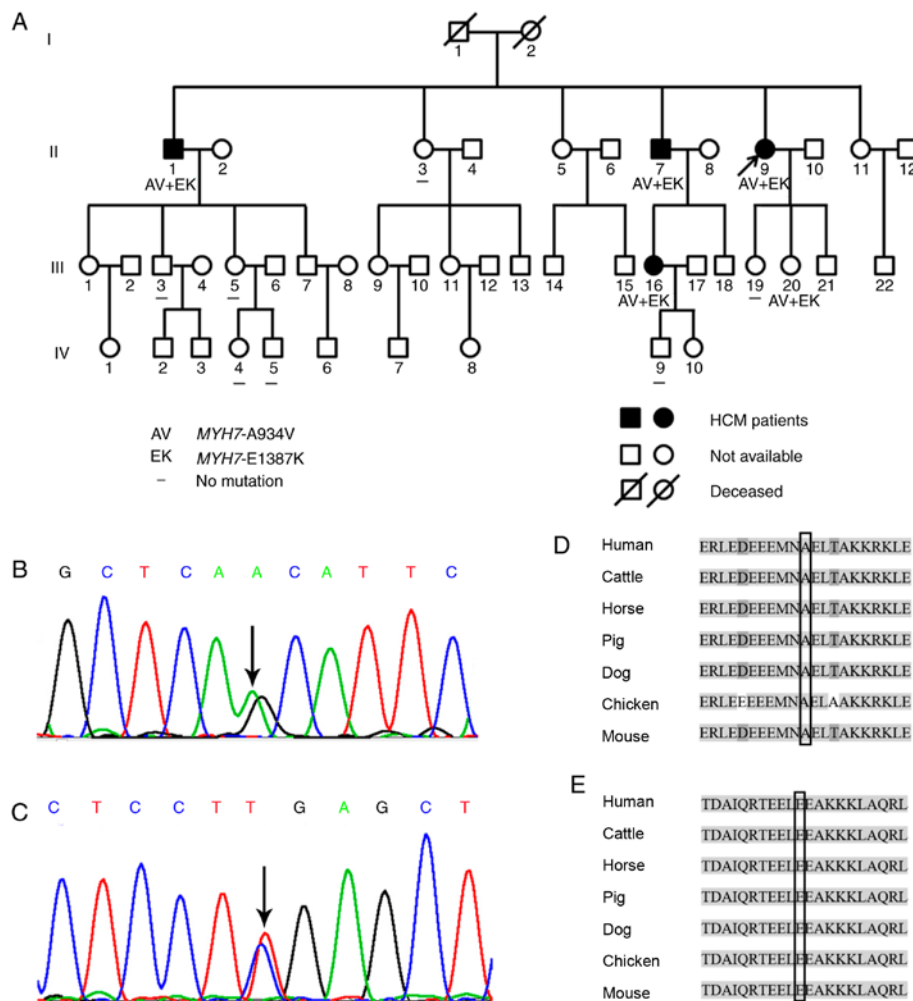 A
I
1 2
II
1 2 3 4 5 6 7 8 9 10 11 12
AV+EK – AV+EK AV+EK
III
1 2 3 4 5 6 7 8 9 10 11 12 13 14 15 16 17 18 19 20 21 22
– – AV+EK – AV+EK
IV
1 2 3 4 5 6 7 8 9 10
– – –
AV MYH7-A934V
EK MYH7-E1387K
– No mutation
HCM patients
Not available
Deceased
B
G C T C A A C A T T C
C
C T C C T T G A G C T
D
Human ERLEDEEEMNAELTAKKRKLE
Cattle ERLEDEEEMNAELTAKKRKLE
Horse ERLEDEEEMNAELTAKKRKLE
Pig ERLEDEEEMNAELTAKKRKLE
Dog ERLEDEEEMNAELTAKKRKLE
Chicken ERLEEEEEMNAELAAKKRKLE
Mouse ERLEDEEEMNAELTAKKRKLE
E
Human TDAIQRTEELEEAKKKLAQRL
Cattle TDAIQRTEELEEAKKKLAQRL
Horse TDAIQRTEELEEAKKKLAQRL
Pig TDAIQRTEELEEAKKKLAQRL
Dog TDAIQRTEELEEAKKKLAQRL
Chicken TDAIQRTEELEEAKKKLAQRL
Mouse TDAIQRTEELEEAKKKLAQRL